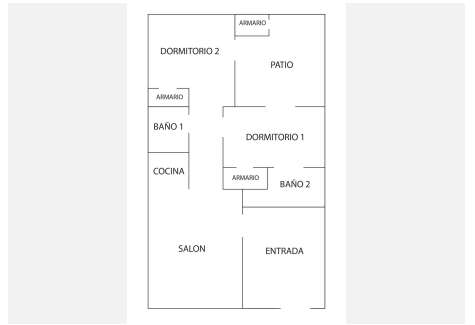 ARMARIO
DORMITORIO 2
PATIO
ARMARIO
BAÑO 1
DORMITORIO 1
COCINA
ARMARIO
BAÑO 2
SALON
ENTRADA